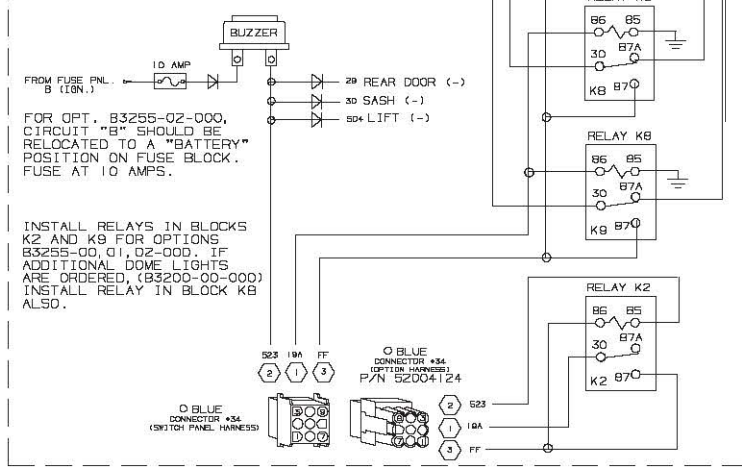 BUZZER
10 AMP
FROM FUSE PNL.
B (IGN.)
29 REAR DOOR (-)
30 SASH (-)
504 LIFT (-)
FOR OPT. B3255-02-000,
CIRCUIT "B" SHOULD BE
RELOCATED TO A "BATTERY"
POSITION ON FUSE BLOCK.
FUSE AT 10 AMPS.
INSTALL RELAYS IN BLOCKS
K2 AND K9 FOR OPTIONS
B3255-00,01,02-000. IF
ADDITIONAL DOME LIGHTS
ARE ORDERED, (B3200-00-000)
INSTALL RELAY IN BLOCK K8
ALSO.
86 85
30 87A
K8 87
RELAY K9
86 85
30 87A
K9 87
RELAY K2
86 85
30 87A
K2 87
523 19A FF
2 1 3
BLUE
CONNECTOR #34
(SWITCH PANEL HARNESS)
BLUE
CONNECTOR #34
(OPTION HARNESS)
P/N 52004124
2 523
1 19A
3 FF